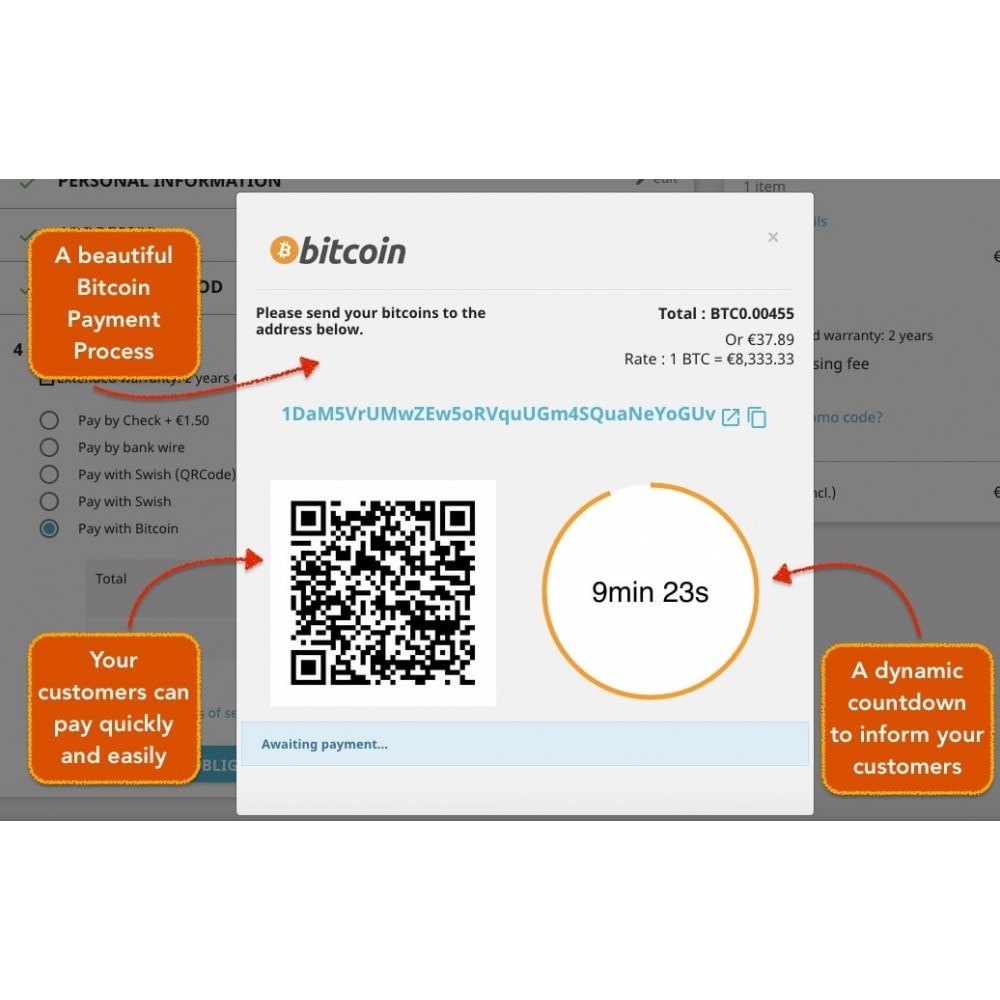 PERSONAL INFORMATION
edit
1 item
A beautiful
Bitcoin
Payment
Process
OD
4
Extended warranty: 2 years
Pay by Check + €1.50
Pay by bank wire
Pay with Swish (QRCode)
Pay with Swish
Pay with Bitcoin
Total
Your
customers can
pay quickly
and easily
s of se
BLIG
bitcoin
×
Please send your bitcoins to the
address below.
Total : BTC0.00455
Or €37.89
Rate : 1 BTC = €8,333.33
1DaM5VrUMwZEw5oRVquUGm4SQuaNeYoGUv
9min 23s
Awaiting payment...
ils
€
d warranty: 2 years
sing fee
omo code?
ncl.)
€
A dynamic
countdown
to inform your
customers